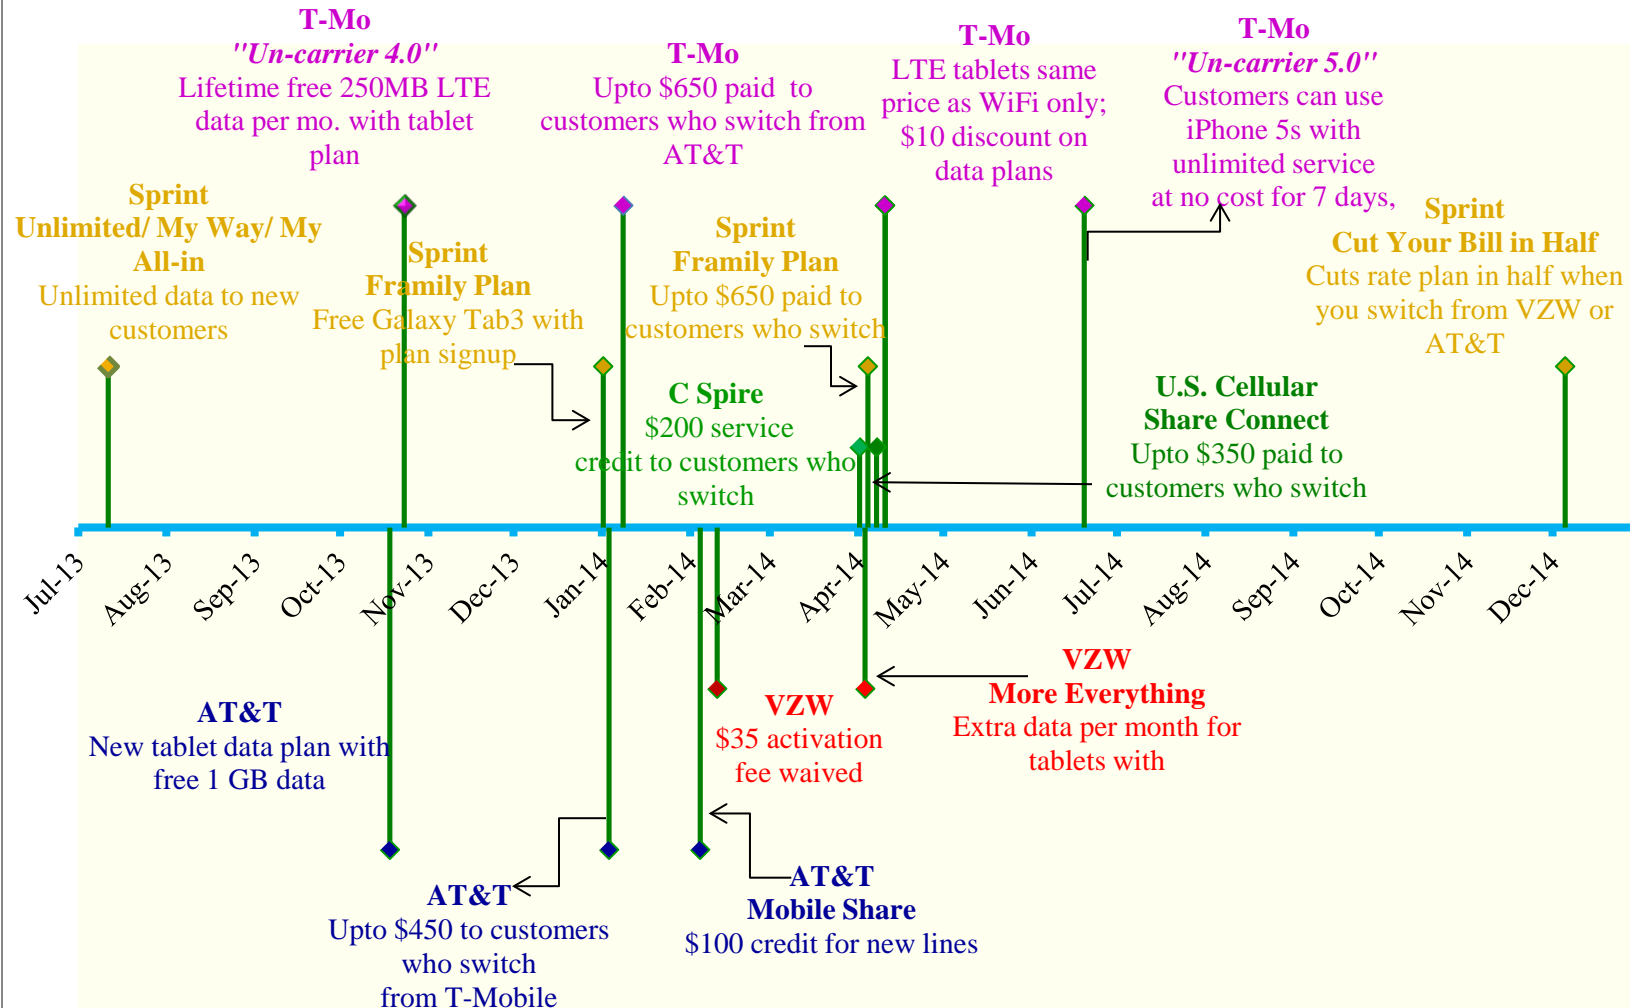 T-Mo
"Un-carrier 4.0"
Lifetime free 250MB LTE
data per mo. with tablet
plan
T-Mo
Upto $650 paid  to
customers who switch from
AT&T
T-Mo
LTE tablets same
price as WiFi only;
$10 discount on
data plans
T-Mo
"Un-carrier 5.0"
Customers can use
iPhone 5s with
unlimited service
at no cost for 7 days,
Sprint
Unlimited/ My Way/ My
All-in
Unlimited data to new
customers
Sprint
Framily Plan
Free Galaxy Tab3 with
plan signup
Sprint
Framily Plan
Upto $650 paid to
customers who switch
Sprint
Cut Your Bill in Half
Cuts rate plan in half when
you switch from VZW or
AT&T
C Spire
$200 service
credit to customers who
switch
U.S. Cellular
Share Connect
Upto $350 paid to
customers who switch
Jul-13
Aug-13
Sep-13
Oct-13
Nov-13
Dec-13
Jan-14
Feb-14
Mar-14
Apr-14
May-14
Jun-14
Jul-14
Aug-14
Sep-14
Oct-14
Nov-14
Dec-14
AT&T
New tablet data plan with
free 1 GB data
VZW
$35 activation
fee waived
VZW
More Everything
Extra data per month for
tablets with
AT&T
Upto $450 to customers
who switch
from T-Mobile
AT&T
Mobile Share
$100 credit for new lines